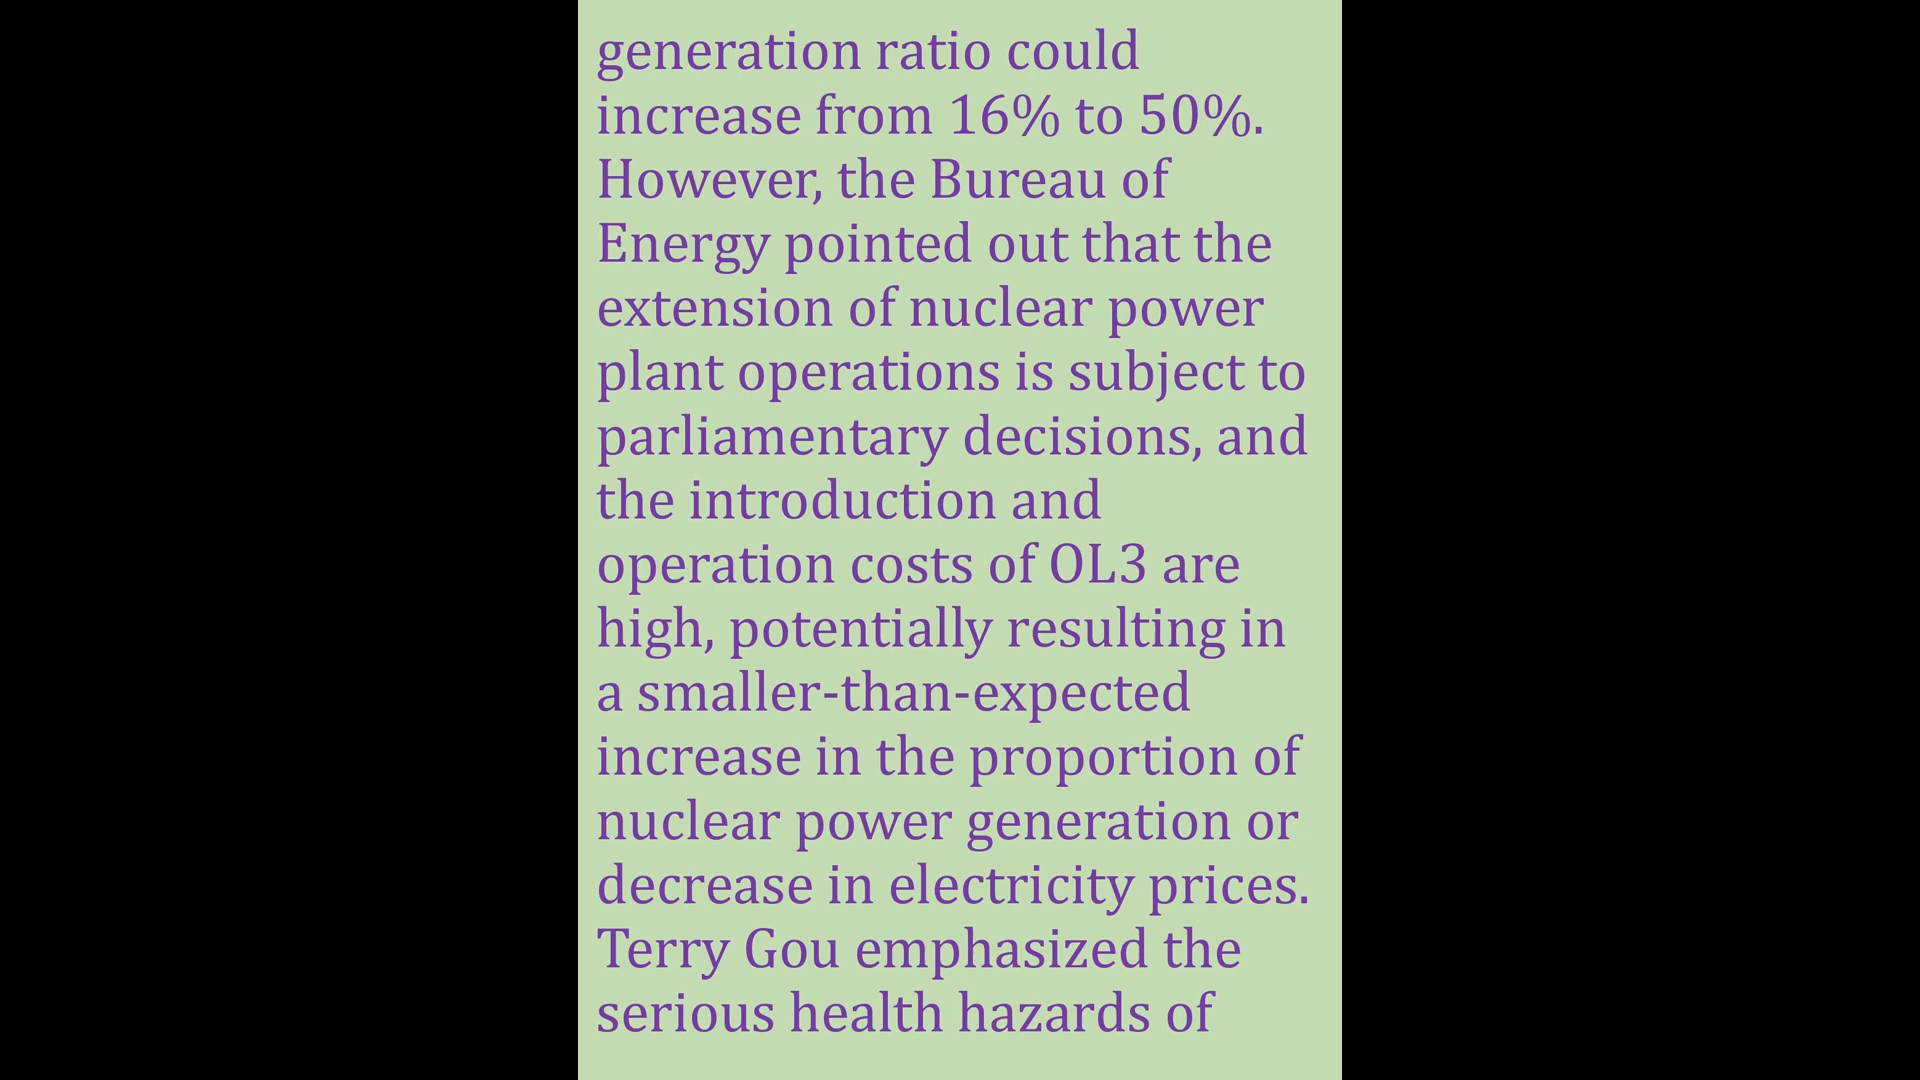 generation ratio could
increase from 16% to 50%.
However, the Bureau of
Energy pointed out that the
extension of nuclear power
plant operations is subject to
parliamentary decisions, and
the introduction and
operation costs of OL3 are
high, potentially resulting in
a smaller-than-expected
increase in the proportion of
nuclear power generation or
decrease in electricity prices.
Terry Gou emphasized the
serious health hazards of